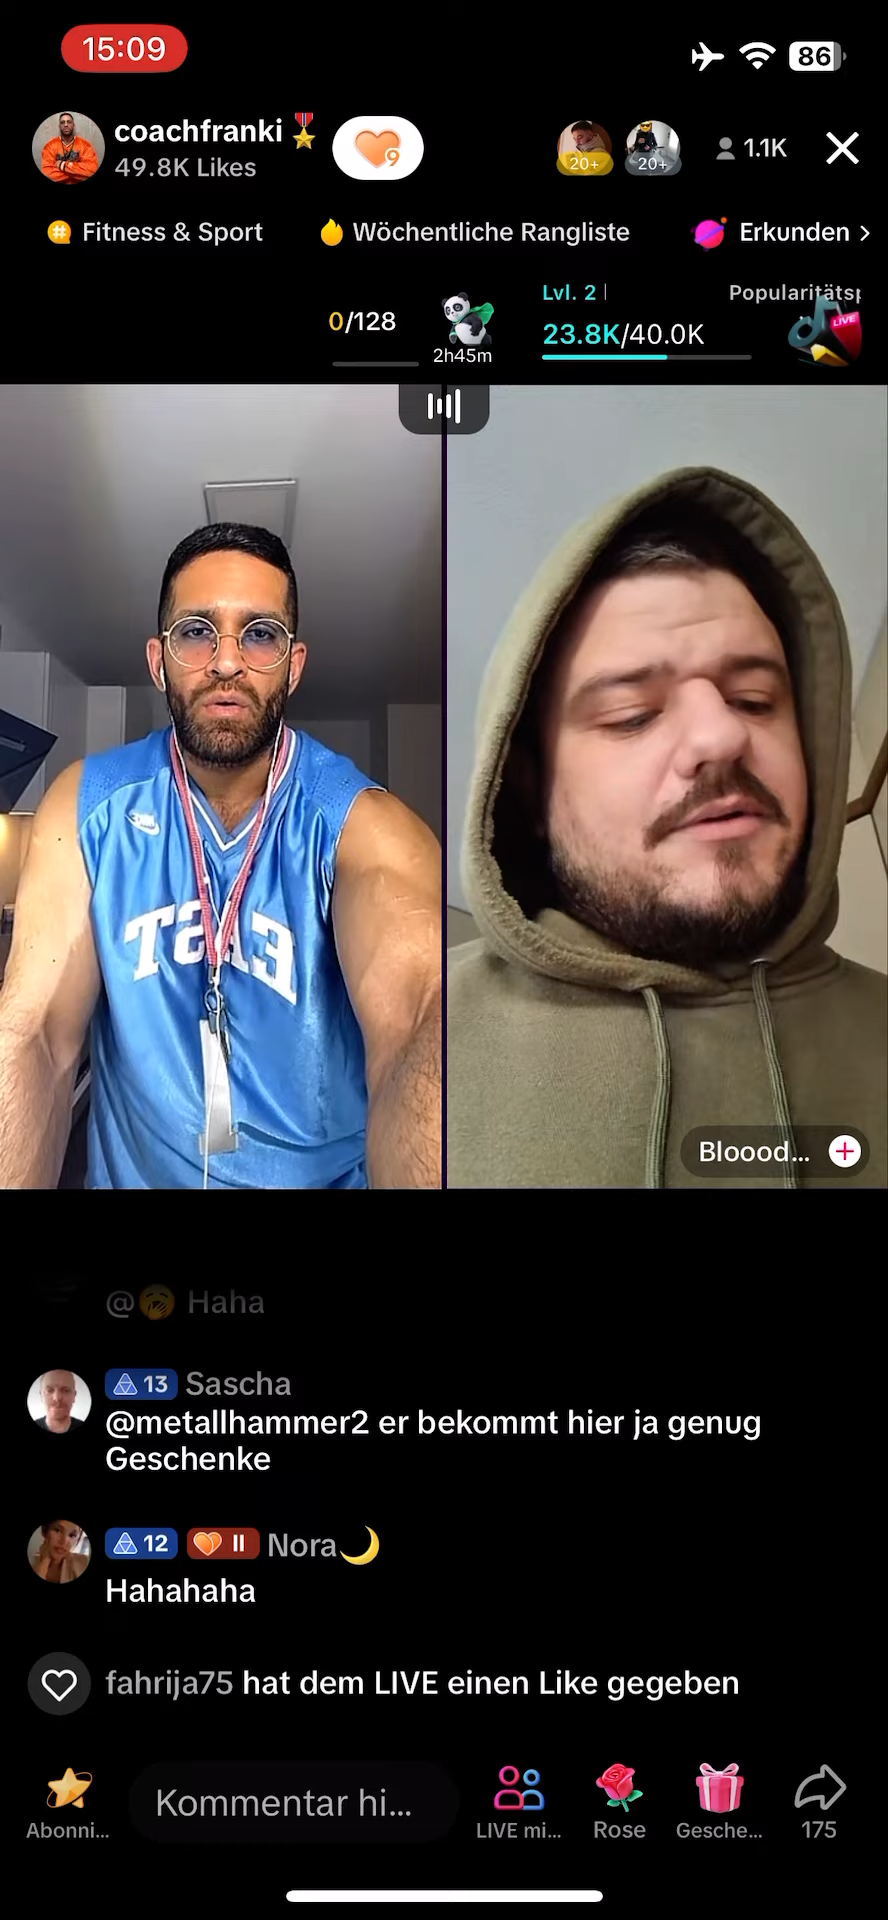 15:09
86
coachfranki
49.8K Likes
9
20+
20+
1.1K
Fitness & Sport
Wöchentliche Rangliste
Erkunden >
0/128
2h45m
Lvl. 2
23.8K/40.0K
Popularitätsp
LIVE
EAST
Bloood...
@🥱 Haha
13 Sascha
@metallhammer2 er bekommt hier ja genug
Geschenke
12 II Nora🌙
Hahahaha
fahrija75 hat dem LIVE einen Like gegeben
Abonni...
Kommentar hi...
LIVE mi...
Rose
Gesche...
175